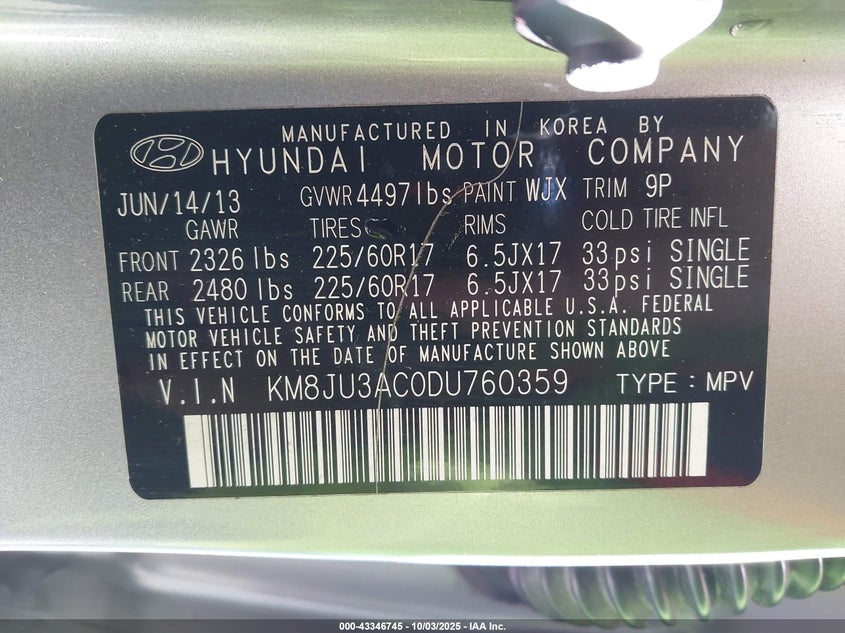 MANUFACTURED IN KOREA BY
HYUNDAI MOTOR COMPANY
JUN/14/13 GVWR 4497 lbs PAINT WJX TRIM 9P
GAWR TIRES RIMS COLD TIRE INFL
FRONT 2326 lbs 225/60R17 6.5JX17 33psi SINGLE
REAR 2480 lbs 225/60R17 6.5JX17 33psi SINGLE
THIS VEHICLE CONFORMS TO ALL APPLICABLE U.S.A. FEDERAL
MOTOR VEHICLE SAFETY AND THEFT PREVENTION STANDARDS
IN EFFECT ON THE DATE OF MANUFACTURE SHOWN ABOVE
V.I.N KM8JU3AC0DU760359 TYPE : MPV
000-43346745 - 10/03/2025 - IAA Inc.